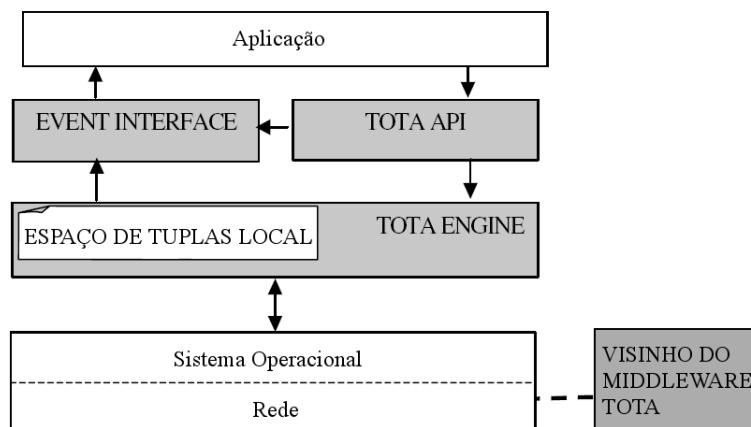 Aplicação
EVENT INTERFACE
TOTA API
TOTA ENGINE
ESPAÇO DE TUPLAS LOCAL
Sistema Operacional
Rede
VISINHO DO
MIDDLEWARE
TOTA